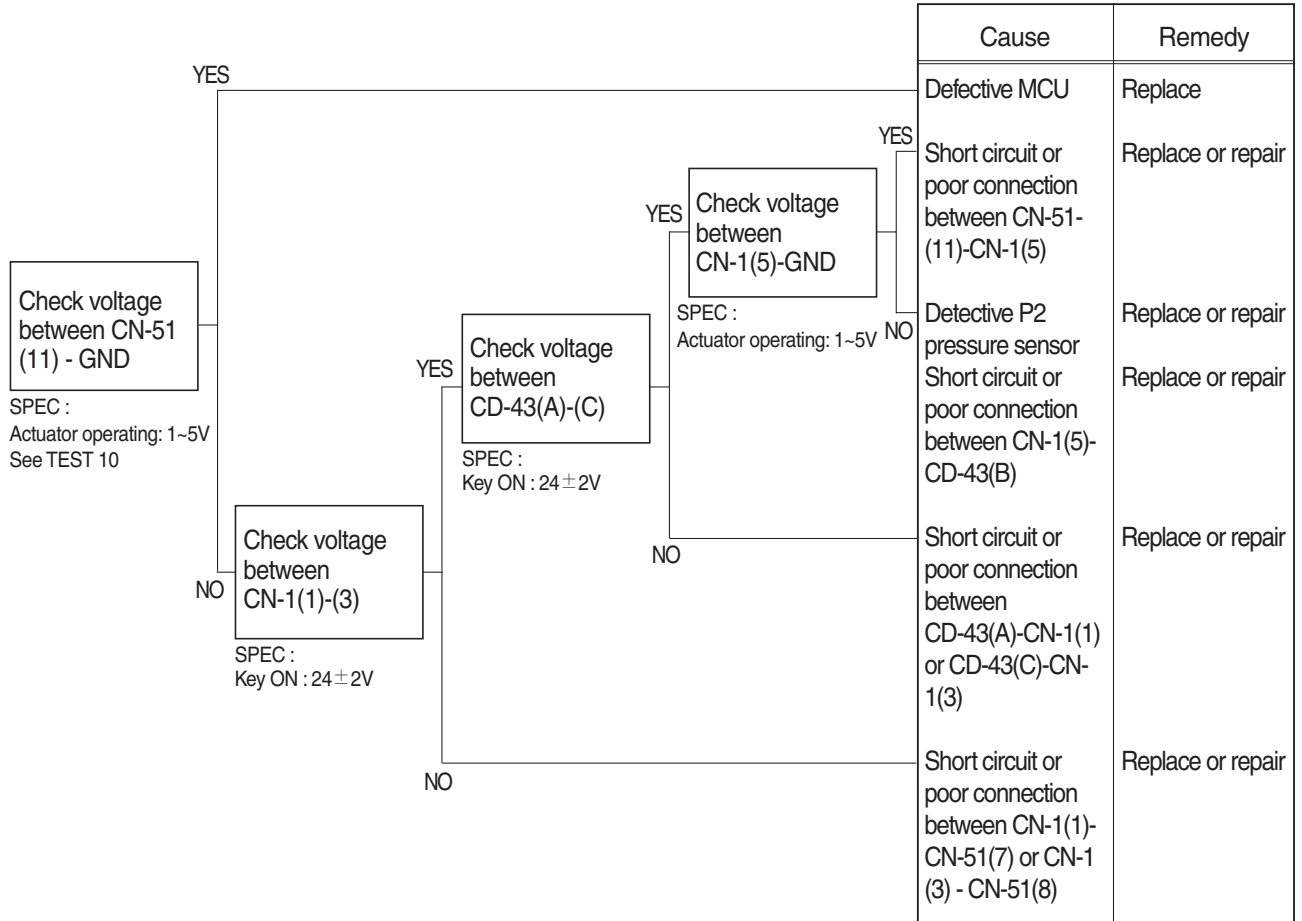 Cause Remedy
YES
Defective MCU Replace
YES
Short circuit or Replace or repair
poor connection
between CN-51-
(11)-CN-1(5)
YES
Check voltage
between
CN-1(5)-GND
SPEC :
Actuator operating: 1~5V
NO
Detective P2 Replace or repair
pressure sensor
Short circuit or Replace or repair
poor connection
between CN-1(5)-
CD-43(B)
Check voltage
between CN-51
(11) - GND
SPEC :
Actuator operating: 1~5V
See TEST 10
YES
Check voltage
between
CD-43(A)-(C)
SPEC :
Key ON : 24±2V
NO
Short circuit or Replace or repair
poor connection
between
CD-43(A)-CN-1(1)
or CD-43(C)-CN-
1(3)
NO
Check voltage
between
CN-1(1)-(3)
SPEC :
Key ON : 24±2V
NO
Short circuit or Replace or repair
poor connection
between CN-1(1)-
CN-51(7) or CN-1
(3) - CN-51(8)